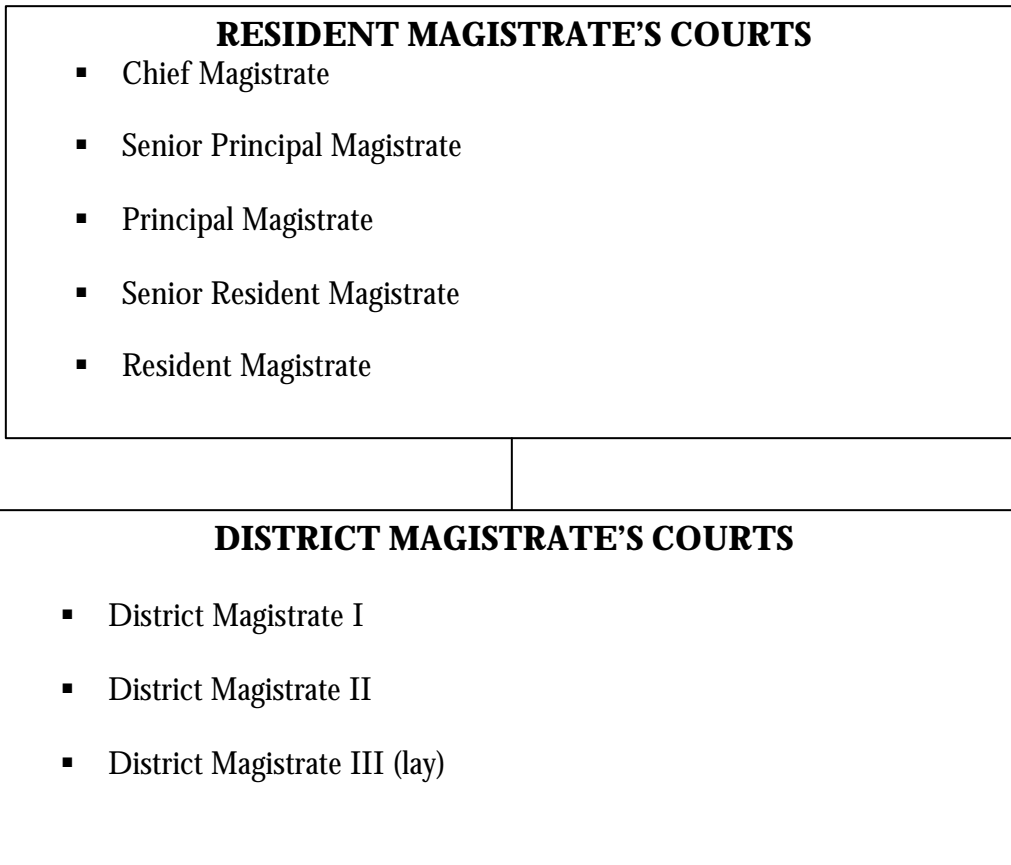 RESIDENT MAGISTRATE’S COURTS
▪ Chief Magistrate
▪ Senior Principal Magistrate
▪ Principal Magistrate
▪ Senior Resident Magistrate
▪ Resident Magistrate
DISTRICT MAGISTRATE’S COURTS
▪ District Magistrate I
▪ District Magistrate II
▪ District Magistrate III (lay)